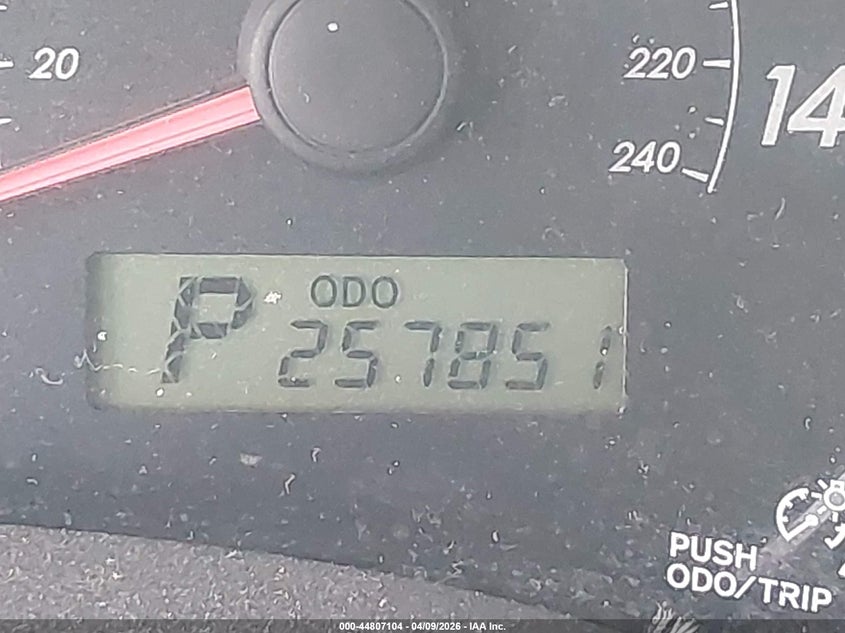 20
220
240
14
P ODO
257851
PUSH
ODO/TRIP
000-44807104 - 04/09/2026 - IAA Inc.